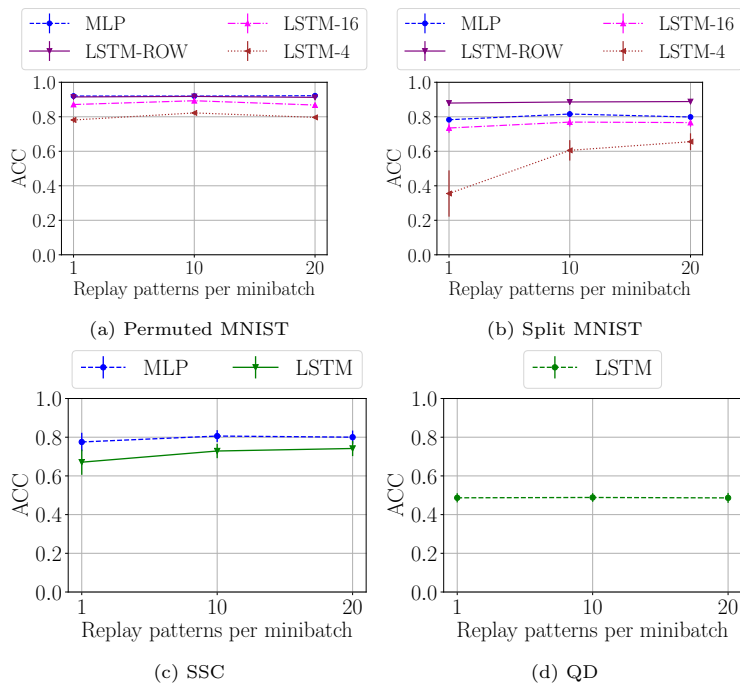 MLP
LSTM-16
LSTM-ROW
LSTM-4
1.0
0.8
0.6
0.4
0.2
0.0
ACC
1
10
20
Replay patterns per minibatch
(a) Permuted MNIST
MLP
LSTM-16
LSTM-ROW
LSTM-4
1.0
0.8
0.6
0.4
0.2
0.0
ACC
1
10
20
Replay patterns per minibatch
(b) Split MNIST
MLP
LSTM
1.0
0.8
0.6
0.4
0.2
0.0
ACC
1
10
20
Replay patterns per minibatch
(c) SSC
LSTM
1.0
0.8
0.6
0.4
0.2
0.0
ACC
1
10
20
Replay patterns per minibatch
(d) QD